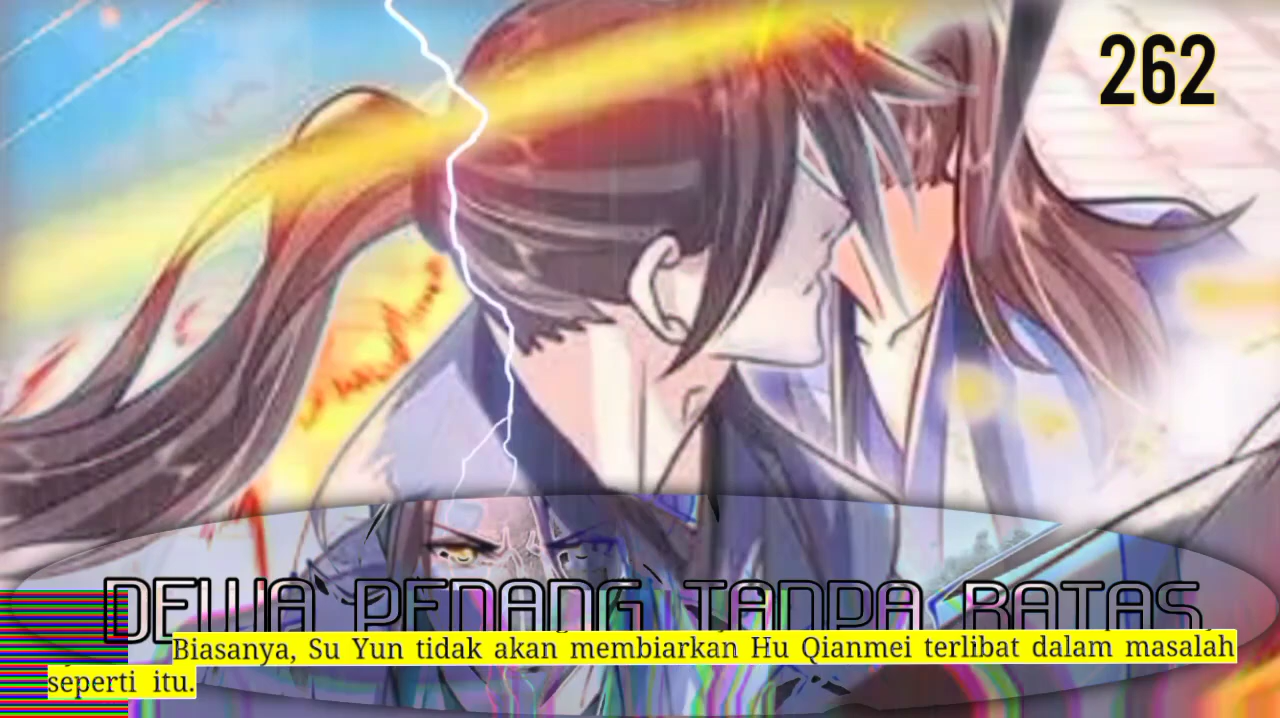 262
DEWA PEDANG TANPA BATAS
Biasanya, Su Yun tidak akan membiarkan Hu Qianmei terlibat dalam masalah
seperti itu.